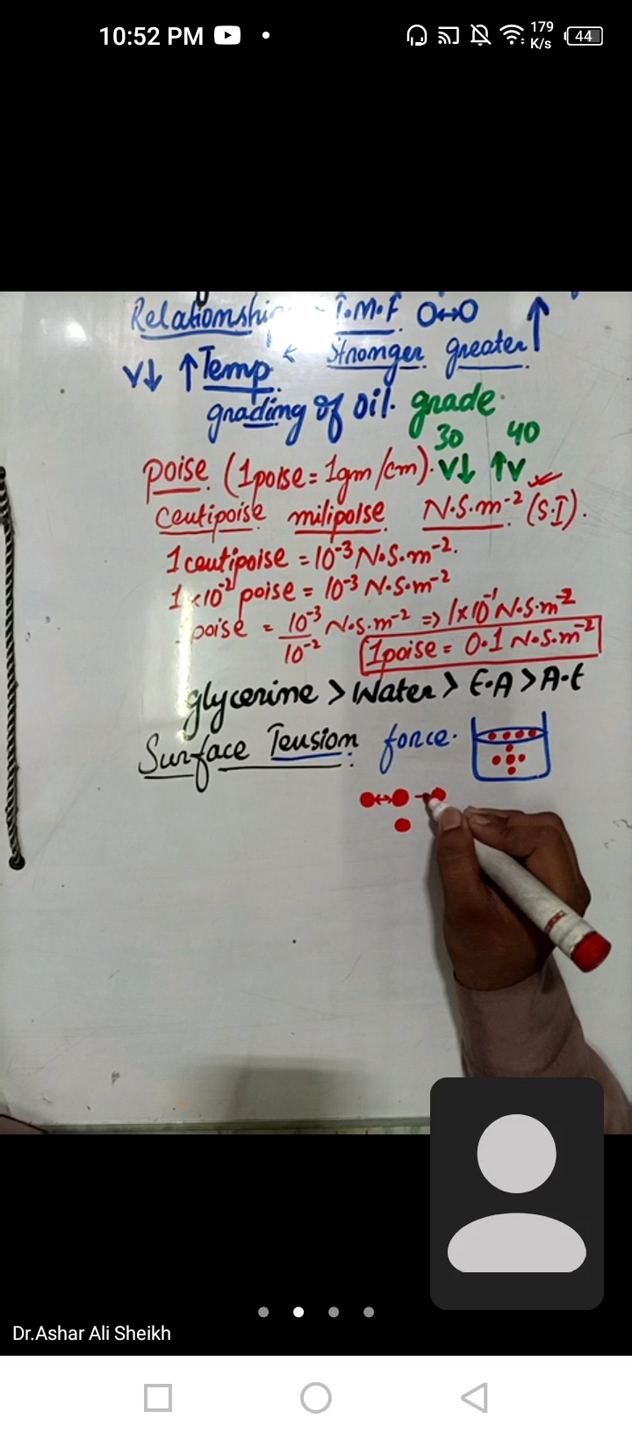 10:52 PM
179 K/s
44
Relationship I.M.F
V↓ ↑Temp Stronger greater↑
grading of oil. grade
30 40
poise (1poise = 1gm/cm). V↓ ↑V
Centipoise milipoise N.S.m⁻² (S.I).
1 centipoise = 10⁻³ N.S.m⁻².
1×10⁻² poise = 10⁻³ N.S.m⁻²
poise = 10⁻³/10⁻² N.S.m⁻² ⇒ 1×10⁻¹ N.S.m⁻²
1poise = 0.1 N.S.m⁻²
glycerine > Water > E.A > A.E
Surface Tension: force.
Dr.Ashar Ali Sheikh